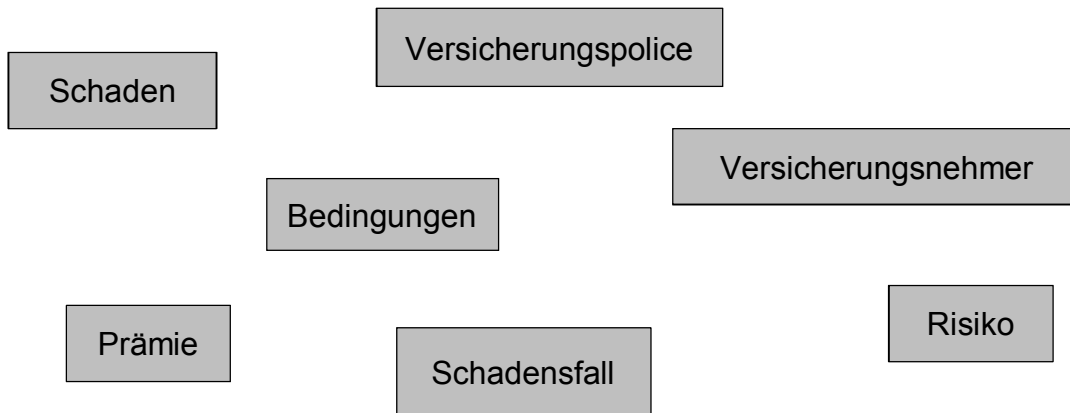 Versicherungspolice
Schaden
Versicherungsnehmer
Bedingungen
Risiko
Prämie
Schadensfall